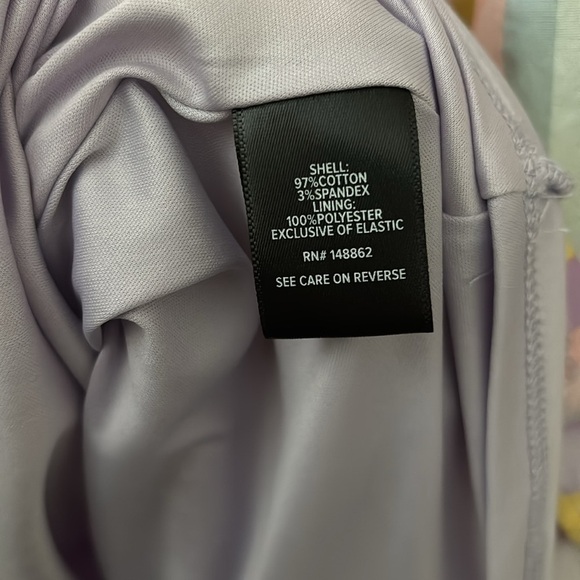 SHELL:
97%COTTON
3%SPANDEX
LINING:
100%POLYESTER
EXCLUSIVE OF ELASTIC
RN# 148862
SEE CARE ON REVERSE